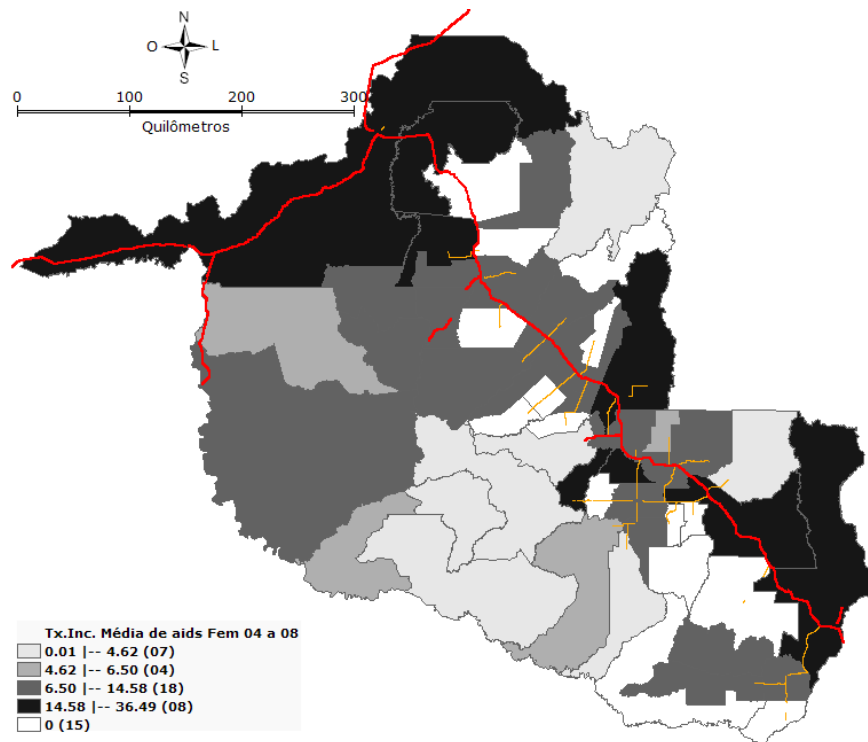 N
O L
S
0 100 200 300
Quilômetros
Tx.Inc. Média de aids Fem 04 a 08
0.01 |-- 4.62 (07)
4.62 |-- 6.50 (04)
6.50 |-- 14.58 (18)
14.58 |-- 36.49 (08)
0 (15)